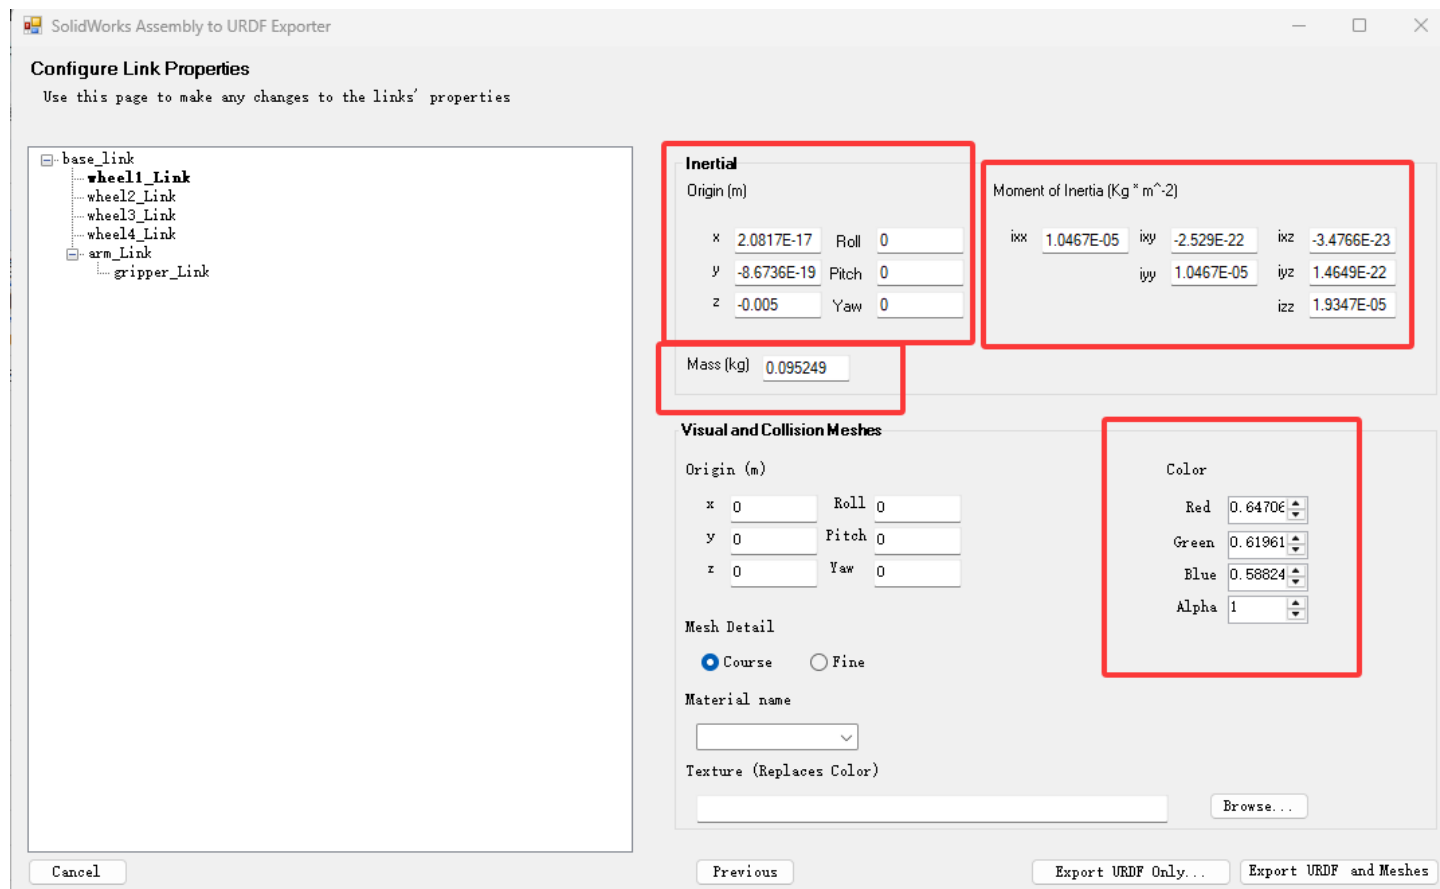 SolidWorks Assembly to URDF Exporter
Configure Link Properties
Use this page to make any changes to the links' properties
base_link
wheel1_Link
wheel2_Link
wheel3_Link
wheel4_Link
arm_Link
gripper_Link
Inertial
Origin (m)
x 2.0817E-17 Roll 0
y -8.6736E-19 Pitch 0
z -0.005 Yaw 0
Moment of Inertia (Kg * m^-2)
ixx 1.0467E-05 ixy -2.529E-22 ixz -3.4766E-23
iyy 1.0467E-05 iyz 1.4649E-22
izz 1.9347E-05
Mass (kg) 0.095249
Visual and Collision Meshes
Origin (m)
x 0 Roll 0
y 0 Pitch 0
z 0 Yaw 0
Color
Red 0.64706
Green 0.61961
Blue 0.58824
Alpha 1
Mesh Detail
Course Fine
Material name
Texture (Replaces Color)
Browse...
Cancel Previous Export URDF Only... Export URDF and Meshes